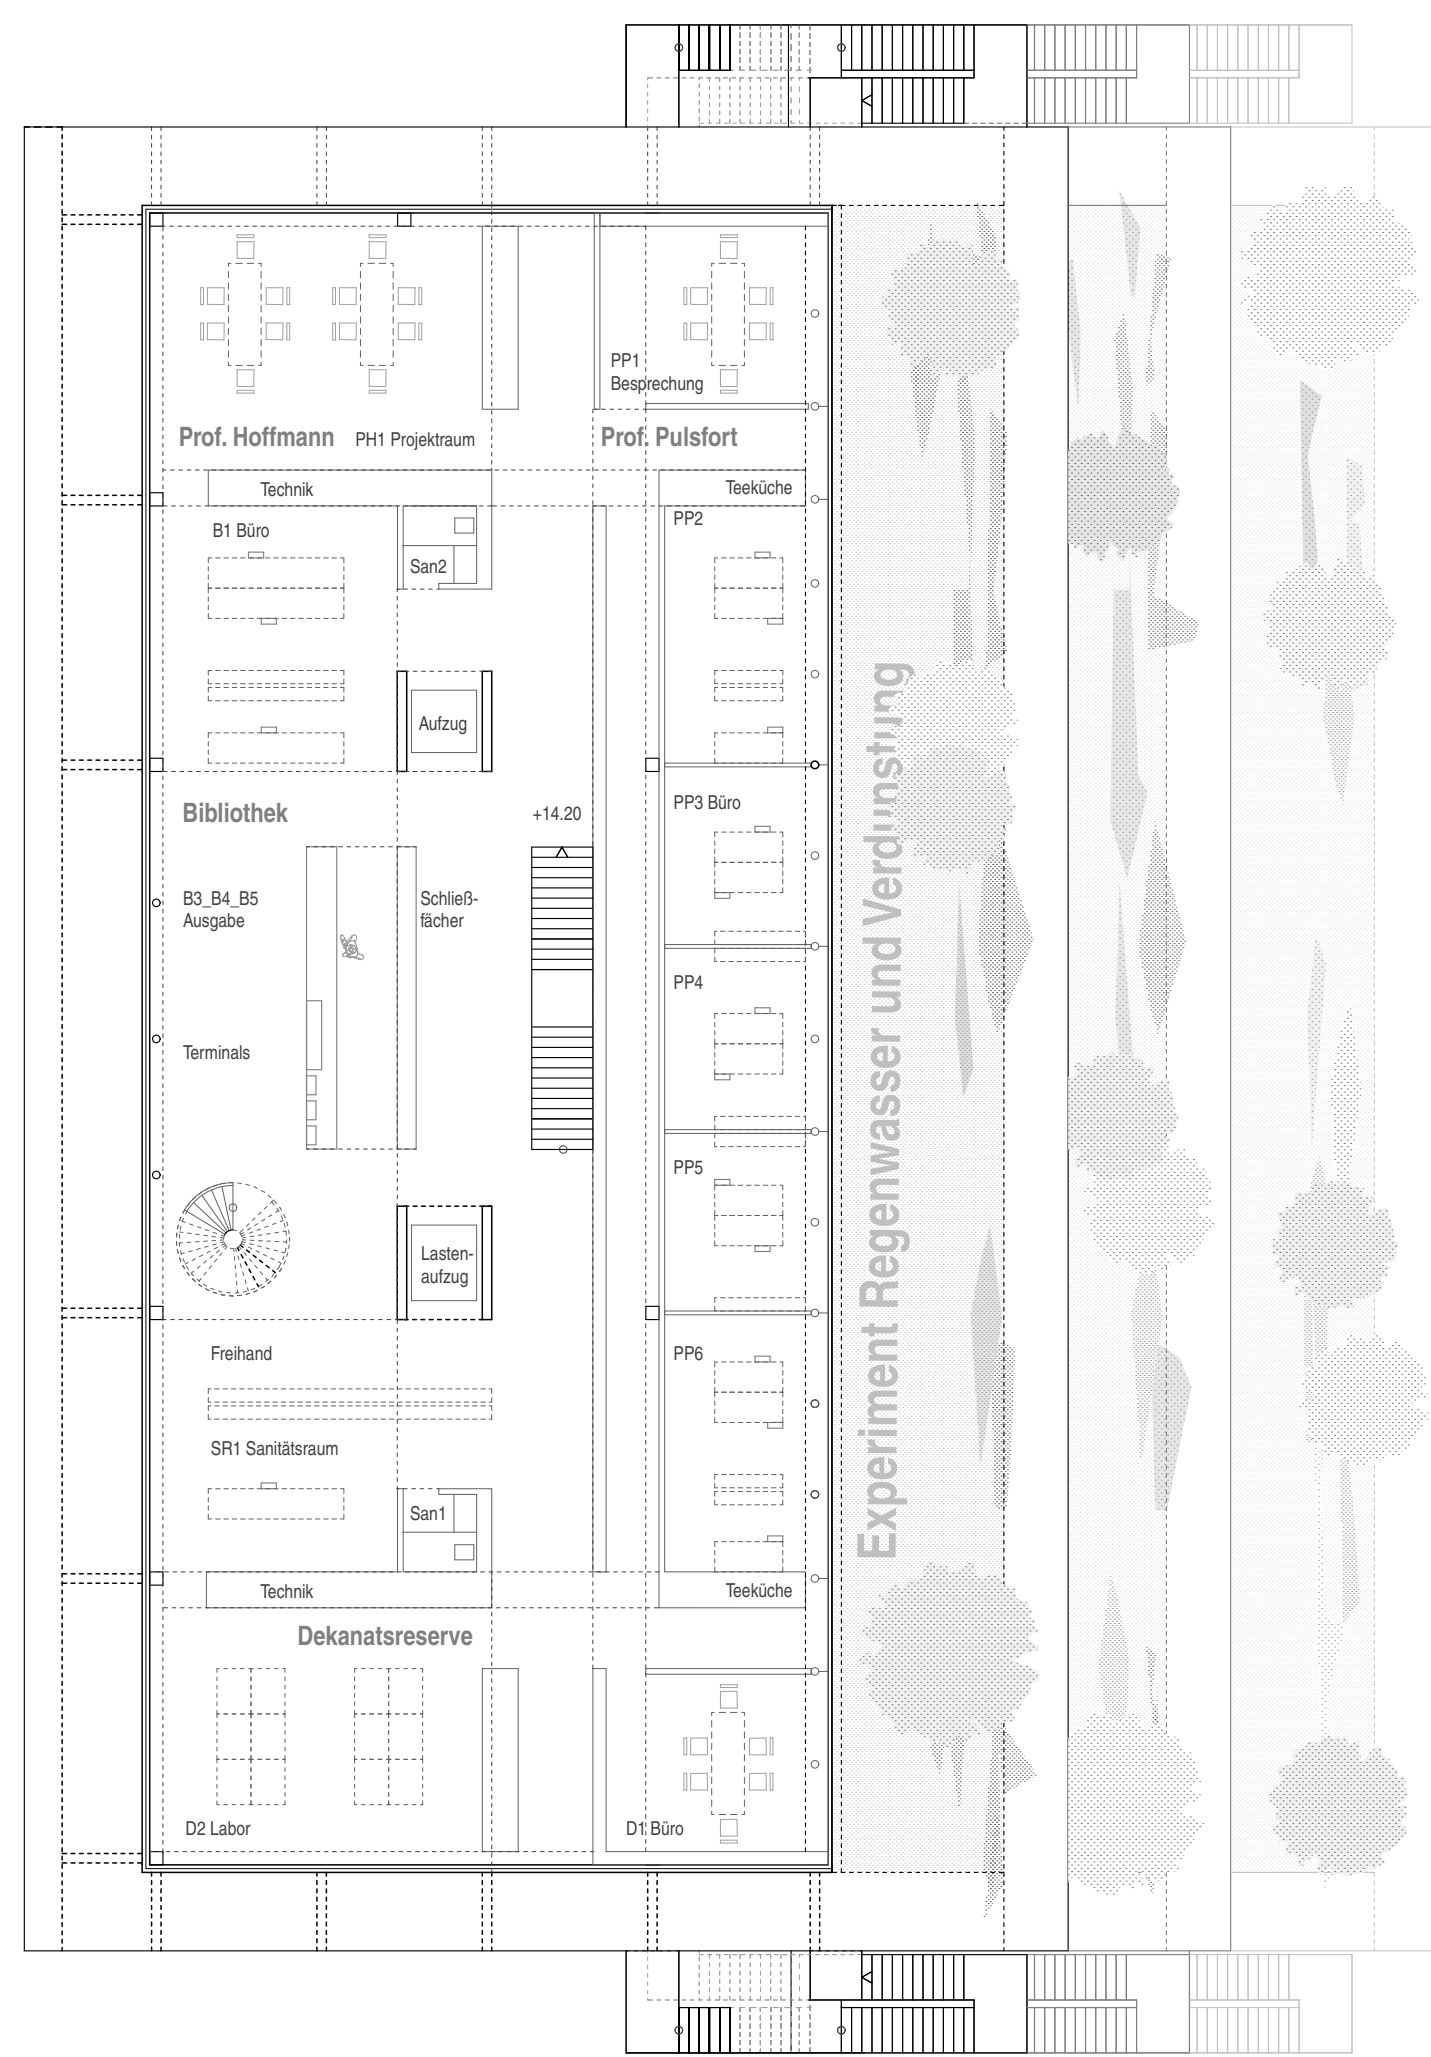 PP1
Besprechung
Prof. Hoffmann
PH1 Projektraum
Prof. Pulsfort
Technik
Teeküche
B1 Büro
San2
PP2
Aufzug
Bibliothek
+14.20
PP3 Büro
B3_B4_B5
Ausgabe
Schließ-
fächer
PP4
Terminals
PP5
Lasten-
aufzug
Freihand
PP6
SR1 Sanitätsraum
San1
Technik
Teeküche
Dekanatsreserve
D2 Labor
D1 Büro
Experiment Regenwasser und Verdunstung